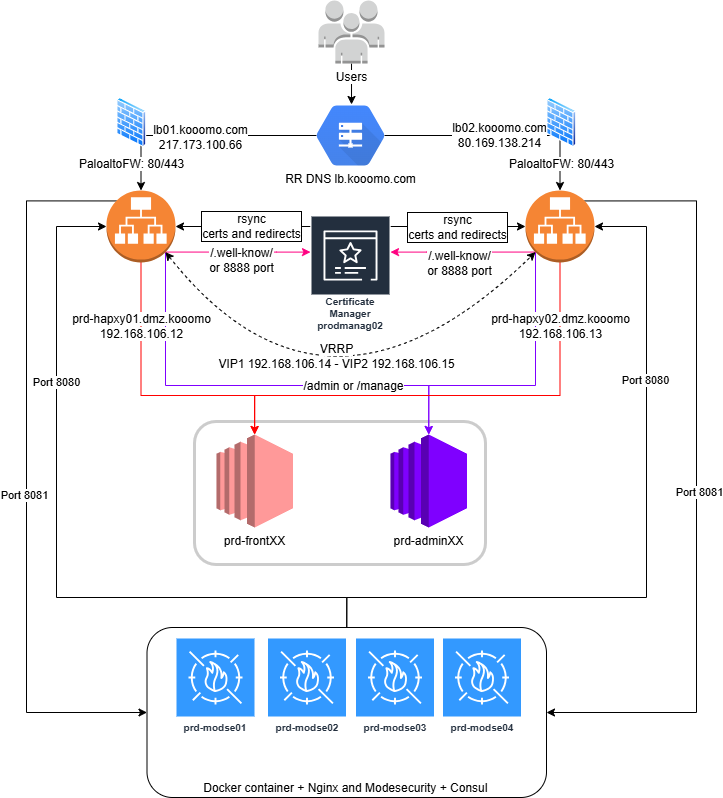 Users
lb01.kooomo.com
217.173.100.66
lb02.kooomo.com
80.169.138.214
PaloaltoFW: 80/443
PaloaltoFW: 80/443
RR DNS lb.kooomo.com
rsync
certs and redirects
rsync
certs and redirects
/.well-know/
or 8888 port
/.well-know/
or 8888 port
Certificate
Manager
prodmanag02
prd-hapxy01.dmz.kooomo
192.168.106.12
prd-hapxy02.dmz.kooomo
192.168.106.13
VRRP
VIP1 192.168.106.14 - VIP2 192.168.106.15
Port 8080
Port 8080
/admin or /manage
Port 8081
Port 8081
prd-frontXX
prd-adminXX
prd-modse01
prd-modse02
prd-modse03
prd-modse04
Docker container + Nginx and Modesecurity + Consul